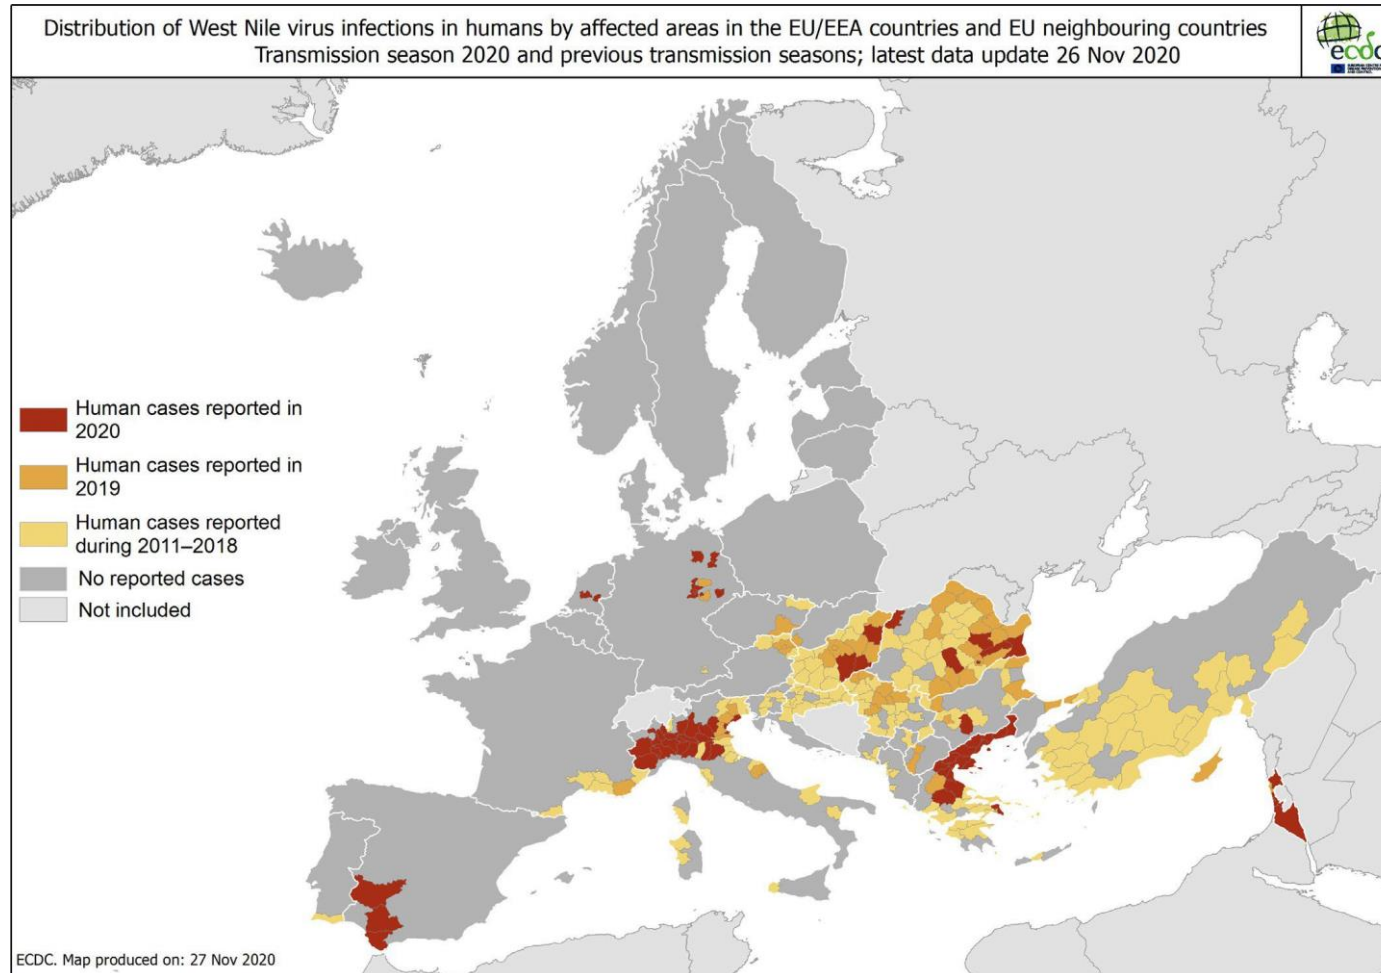 Distribution of West Nile virus infections in humans by affected areas in the EU/EEA countries and EU neighbouring countries
Transmission season 2020 and previous transmission seasons; latest data update 26 Nov 2020
ecdc
Human cases reported in
2020
Human cases reported in
2019
Human cases reported
during 2011–2018
No reported cases
Not included
ECDC. Map produced on: 27 Nov 2020